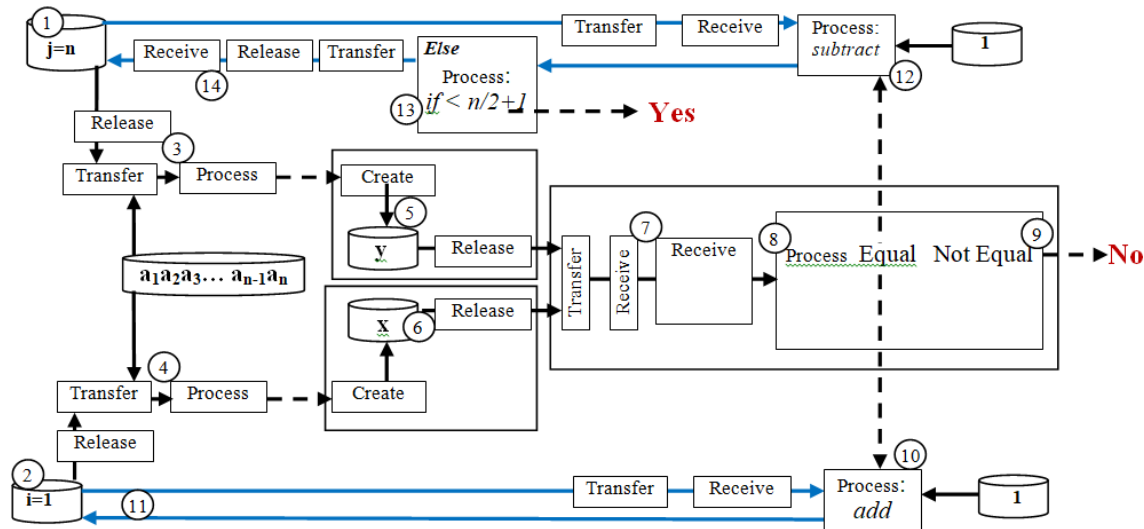 1
j=n
Transfer
Receive
Process:
subtract
1
12
Receive
Release
Transfer
14
Else
Process:
if < n/2+1
13
Yes
Release
3
Transfer
Process
Create
5
y
Release
a1a2a3… an-1an
7
Transfer
Receive
Receive
8
Process Equal Not Equal
9
No
x
6
Release
4
Transfer
Process
Create
Release
2
i=1
11
Transfer
Receive
10
Process:
add
1